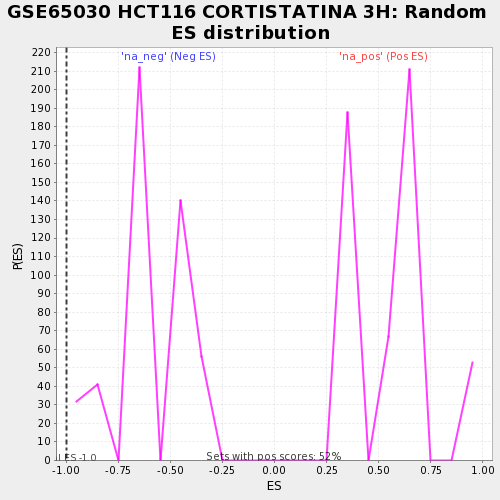 GSE65030 HCT116 CORTISTATINA 3H: Random
ES distribution
'na_neg' (Neg ES)
'na_pos' (Pos ES)
220
210
200
190
180
170
160
150
140
130
120
110
100
90
80
70
60
50
40
30
20
10
0
P(ES)
ES -1.0
Sets with pos scores: 52%
-1.00 -0.75 -0.50 -0.25 0.00 0.25 0.50 0.75 1.00
ES